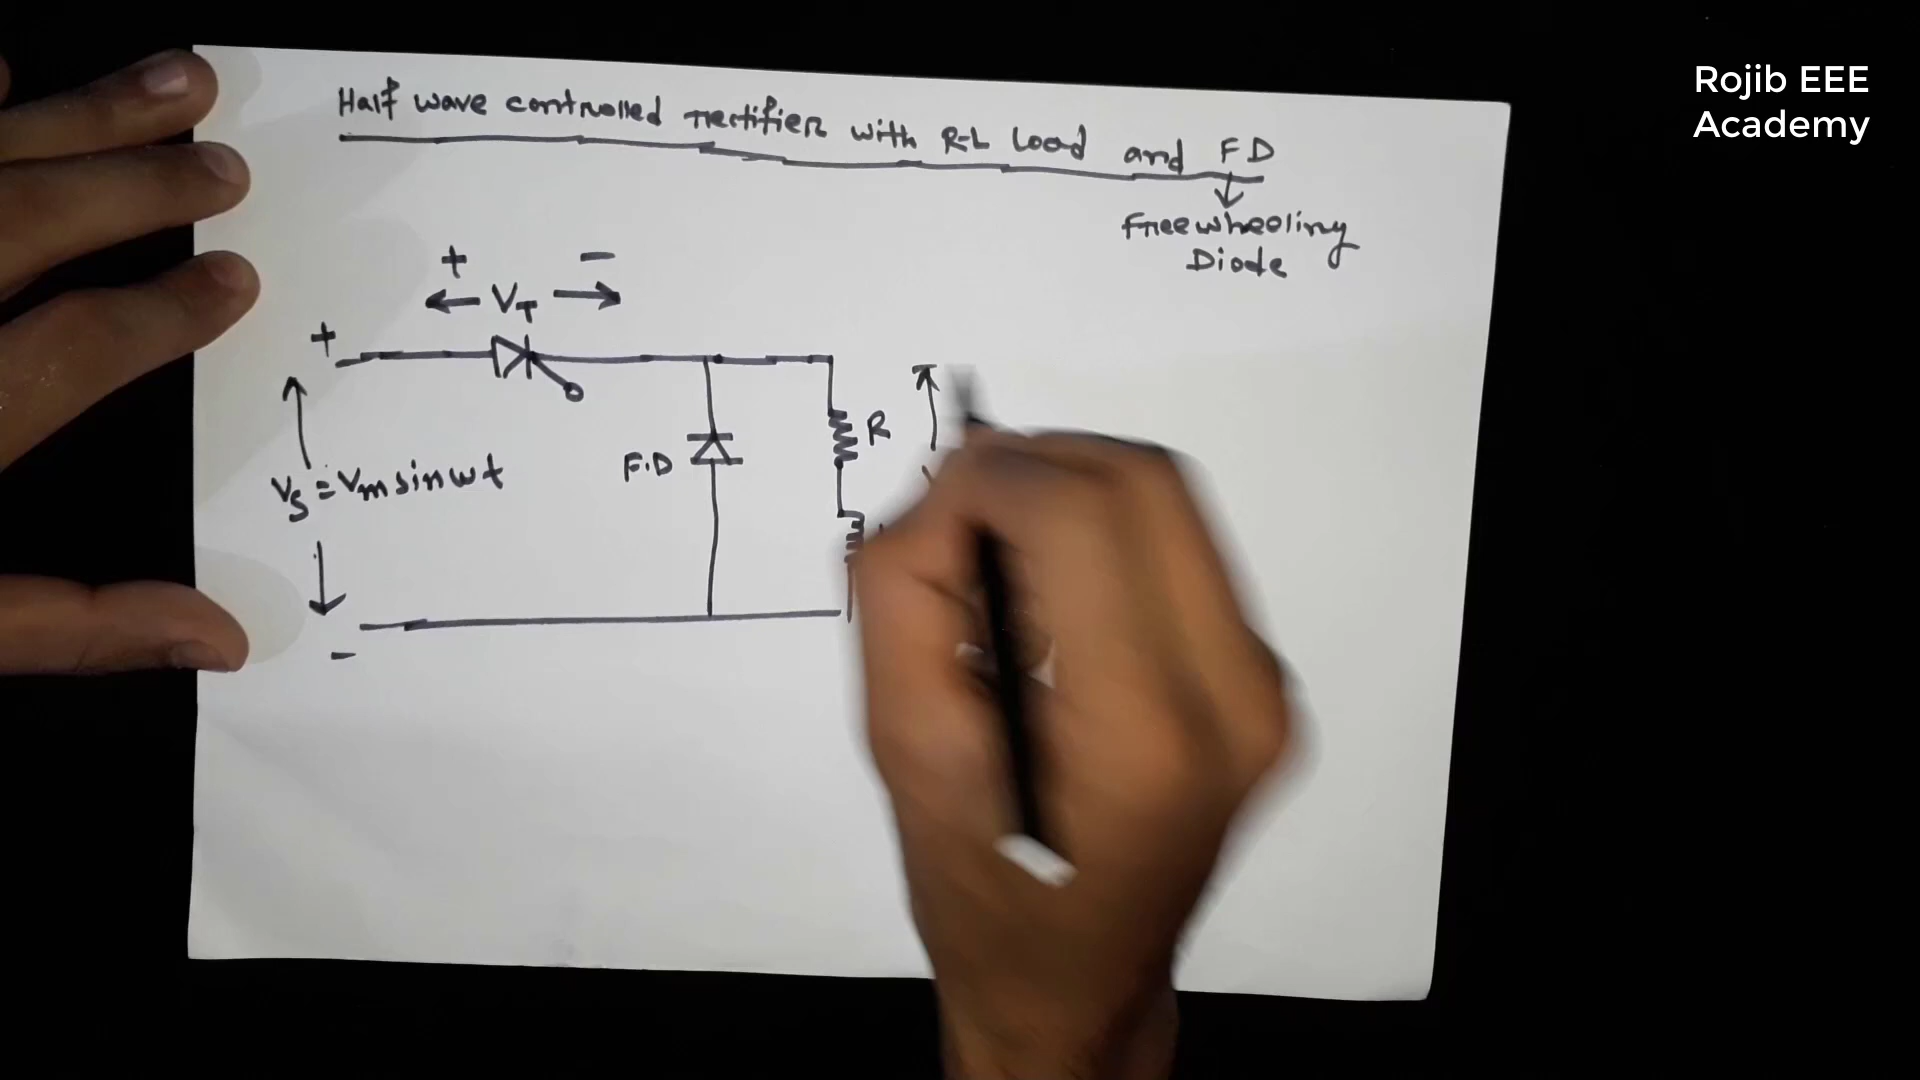 Rojib EEE
Academy
Half wave controlled rectifier with R-L Load and FD
Freewheeling
Diode
+ -
VT
+
R
F.D
Vs = Vm sin wt
-